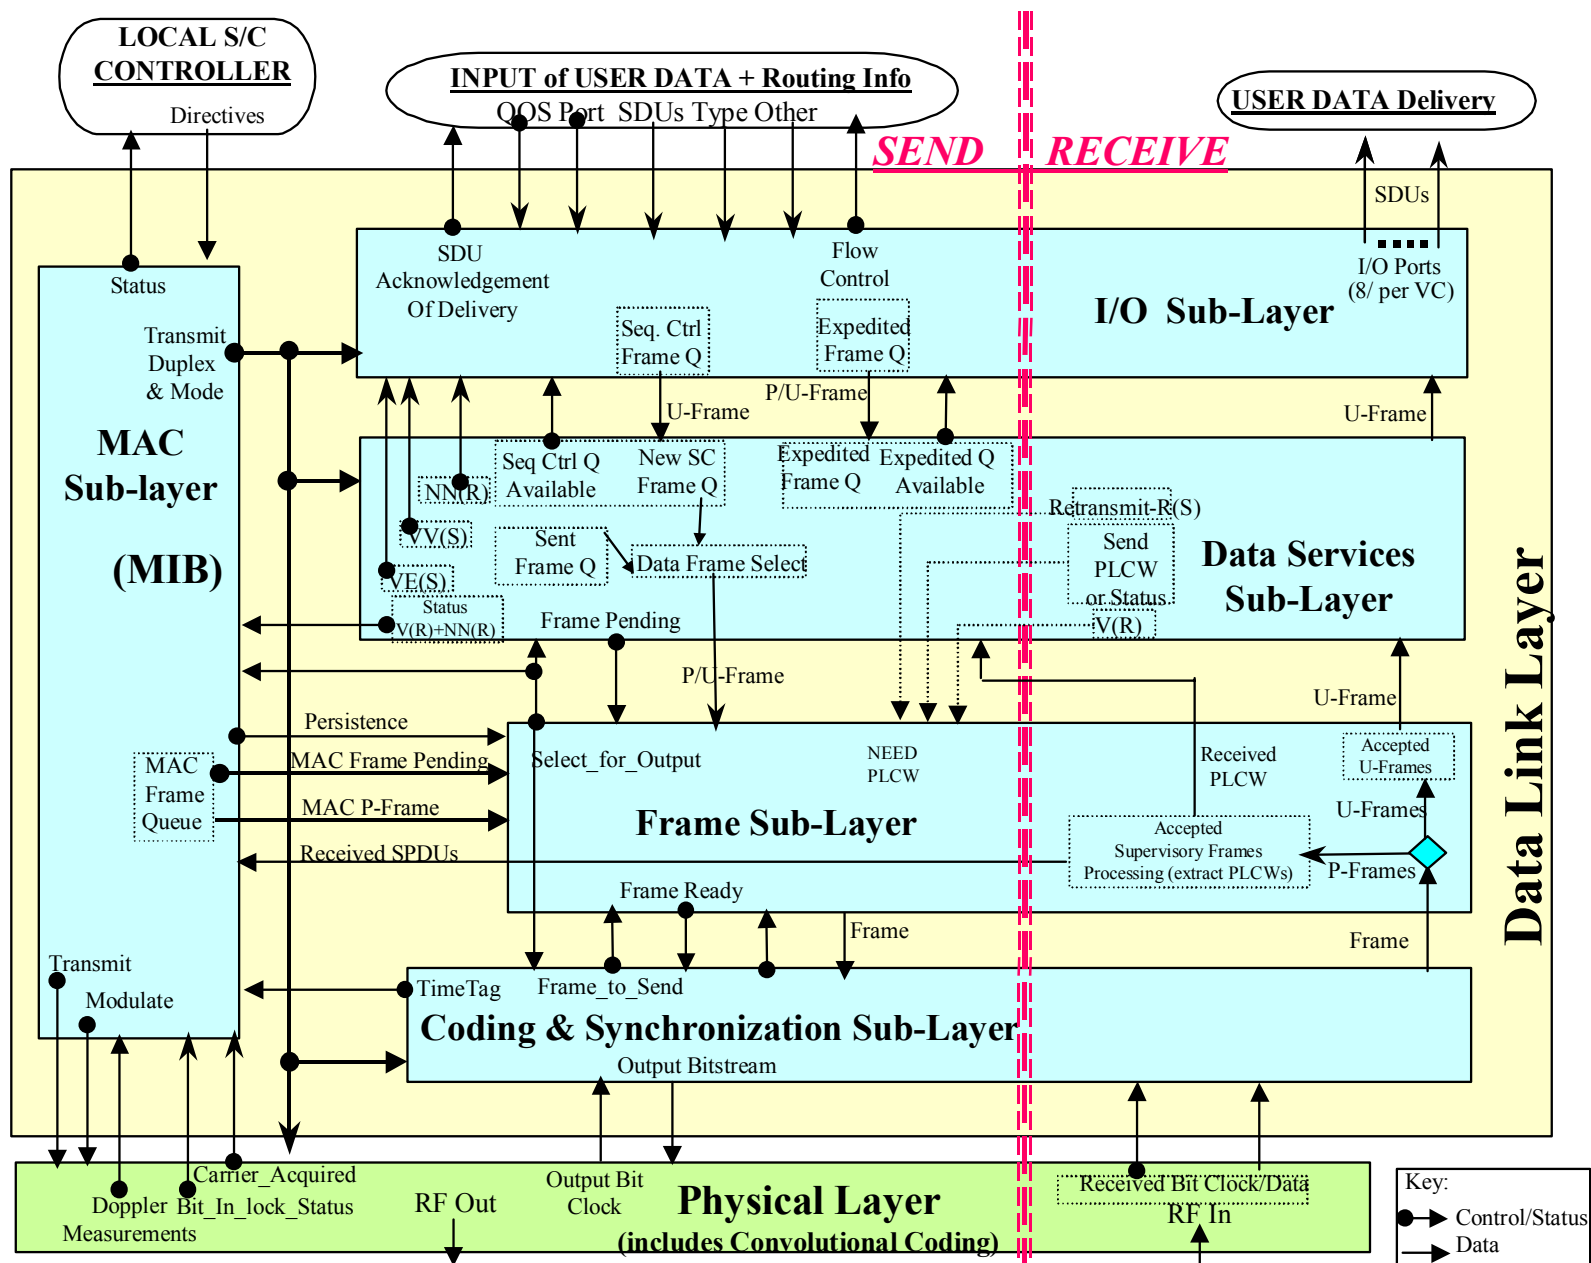 LOCAL S/C
CONTROLLER
Directives
INPUT of USER DATA + Routing Info
QOS Port SDUs Type Other
USER DATA Delivery
SEND
RECEIVE
SDUs
Status
SDU
Acknowledgement
Of Delivery
Flow
Control
I/O Ports
(8/ per VC)
I/O Sub-Layer
Transmit
Duplex
& Mode
Seq. Ctrl
Frame Q
Expedited
Frame Q
U-Frame
P/U-Frame
U-Frame
MAC
Sub-layer
(MIB)
Seq Ctrl Q
Available
New SC
Frame Q
Expedited
Frame Q
Expedited Q
Available
NN(R)
VV(S)
VE(S)
Status
V(R)+NN(R)
Sent
Frame Q
Data Frame Select
Retransmit-R(S)
Send
PLCW
or Status
V(R)
Data Services
Sub-Layer
Frame Pending
P/U-Frame
U-Frame
Data Link Layer
Persistence
MAC Frame Pending
MAC P-Frame
Received SPDUs
MAC
Frame
Queue
Select_for_Output
NEED
PLCW
Received
PLCW
Accepted
U-Frames
U-Frames
Frame Sub-Layer
Accepted
Supervisory Frames
Processing (extract PLCWs)
P-Frames
Frame Ready
Frame
Frame
Transmit
Modulate
TimeTag
Frame_to_Send
Coding & Synchronization Sub-Layer
Output Bitstream
Carrier_Acquired
Doppler
Measurements
Bit_In_lock_Status
RF Out
Output Bit
Clock
Physical Layer
(includes Convolutional Coding)
Received Bit Clock/Data
RF In
Key:
Control/Status
Data